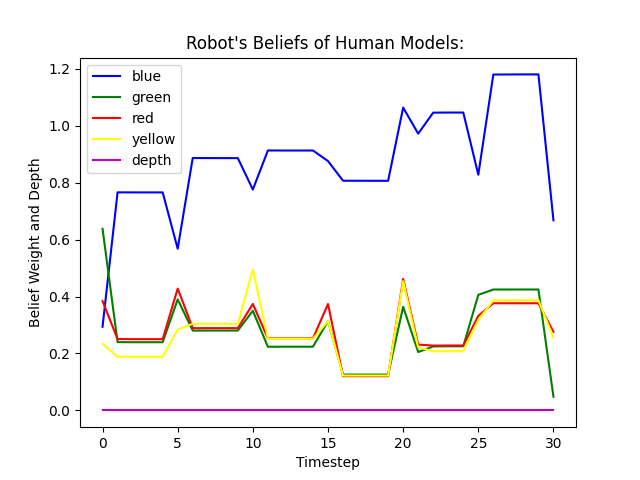 Robot's Beliefs of Human Models:
blue
green
red
yellow
depth
Belief Weight and Depth
1.2
1.0
0.8
0.6
0.4
0.2
0.0
0 5 10 15 20 25 30
Timestep